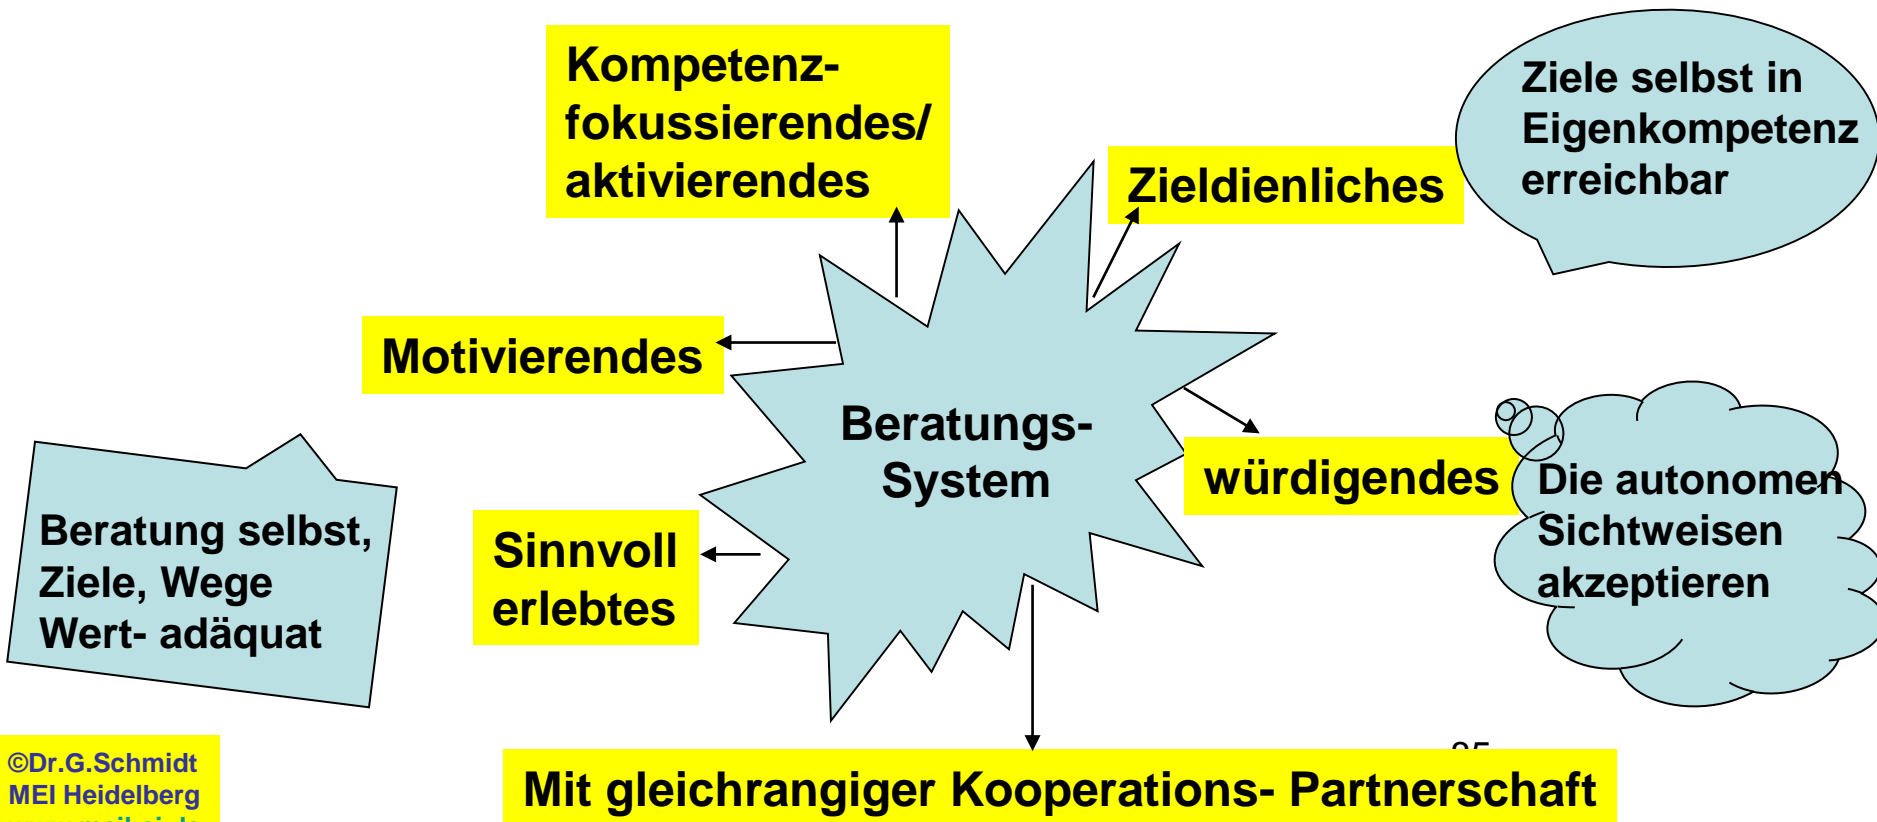 Kompetenz-
fokussierendes/
aktivierendes
Zieldienliches
Ziele selbst in
Eigenkompetenz
erreichbar
Motivierendes
Beratungs-
System
würdigendes
Die autonomen
Sichtweisen
akzeptieren
Beratung selbst,
Ziele, Wege
Wert- adäquat
Sinnvoll
erlebtes
Mit gleichrangiger Kooperations- Partnerschaft
©Dr.G.Schmidt
MEI Heidelberg